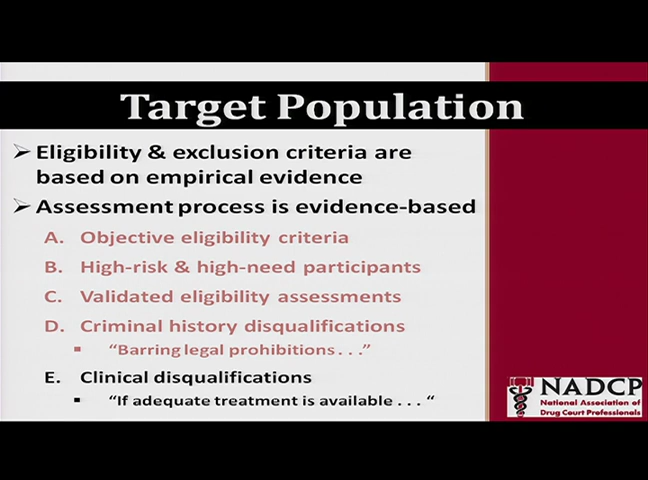 Target Population
➢ Eligibility & exclusion criteria are
based on empirical evidence
➢ Assessment process is evidence-based
A. Objective eligibility criteria
B. High-risk & high-need participants
C. Validated eligibility assessments
D. Criminal history disqualifications
▪ “Barring legal prohibitions . . .”
E. Clinical disqualifications
▪ “If adequate treatment is available . . . “
NADCP
National Association of
Drug Court Professionals